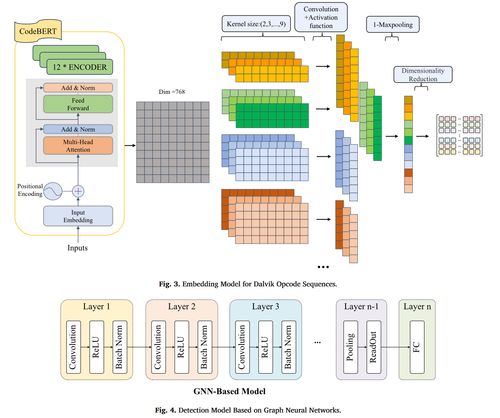 CodeBERT
12 * ENCODER
Add & Norm
Feed
Forward
Add & Norm
Multi-Head
Attention
Positional
Encoding
Input
Embedding
Inputs
Dim =768
Kernel size:(2,3,...,9)
Convolution
+Activation
function
1-Maxpooling
Dimensionality
Reduction
...
Fig. 3. Embedding Model for Dalvik Opcode Sequences.
Layer 1
Convolution
ReLU
Batch Norm
Layer 2
Convolution
ReLU
Batch Norm
Layer 3
Convolution
ReLU
Batch Norm
...
Layer n-1
Pooling
ReadOut
Layer n
FC
GNN-Based Model
Fig. 4. Detection Model Based on Graph Neural Networks.